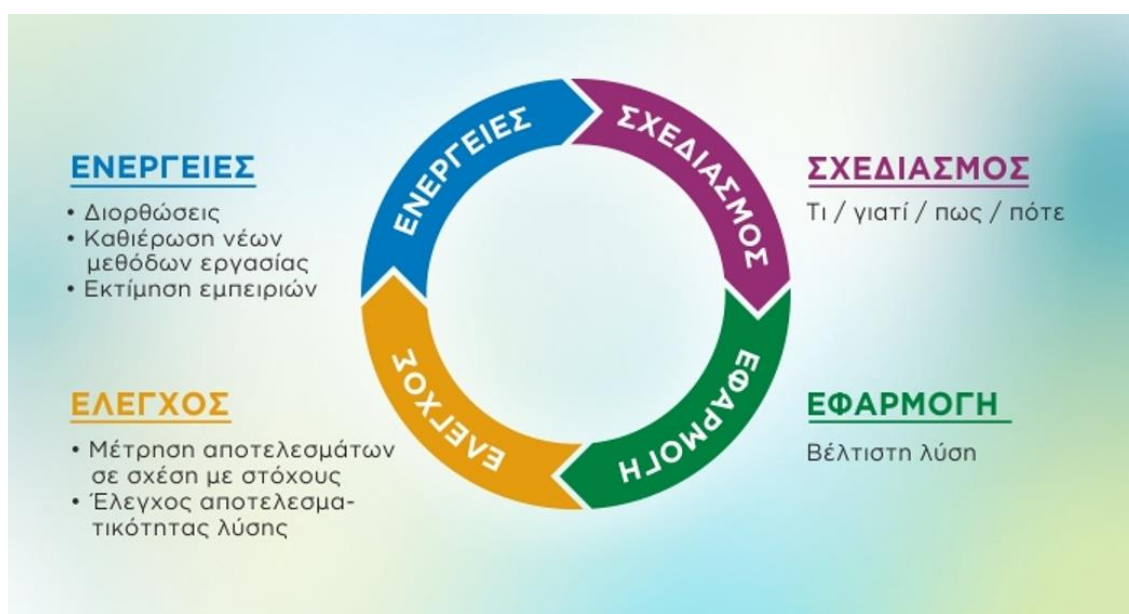 ΕΝΕΡΓΕΙΕΣ
• Διορθώσεις
• Καθιέρωση νέων
μεθόδων εργασίας
• Εκτίμηση εμπειριών
ΕΝΕΡΓΕΙΕΣ
ΣΧΕΔΙΑΣΜΟΣ
ΣΧΕΔΙΑΣΜΟΣ
Τι / γιατί / πως / πότε
ΕΛΕΓΧΟΣ
• Μέτρηση αποτελεσμάτων
σε σχέση με στόχους
• Έλεγχος αποτελεσμα-
τικότητας λύσης
ΕΛΕΓΧΟΣ
ΕΦΑΡΜΟΓΗ
ΕΦΑΡΜΟΓΗ
Βέλτιστη λύση